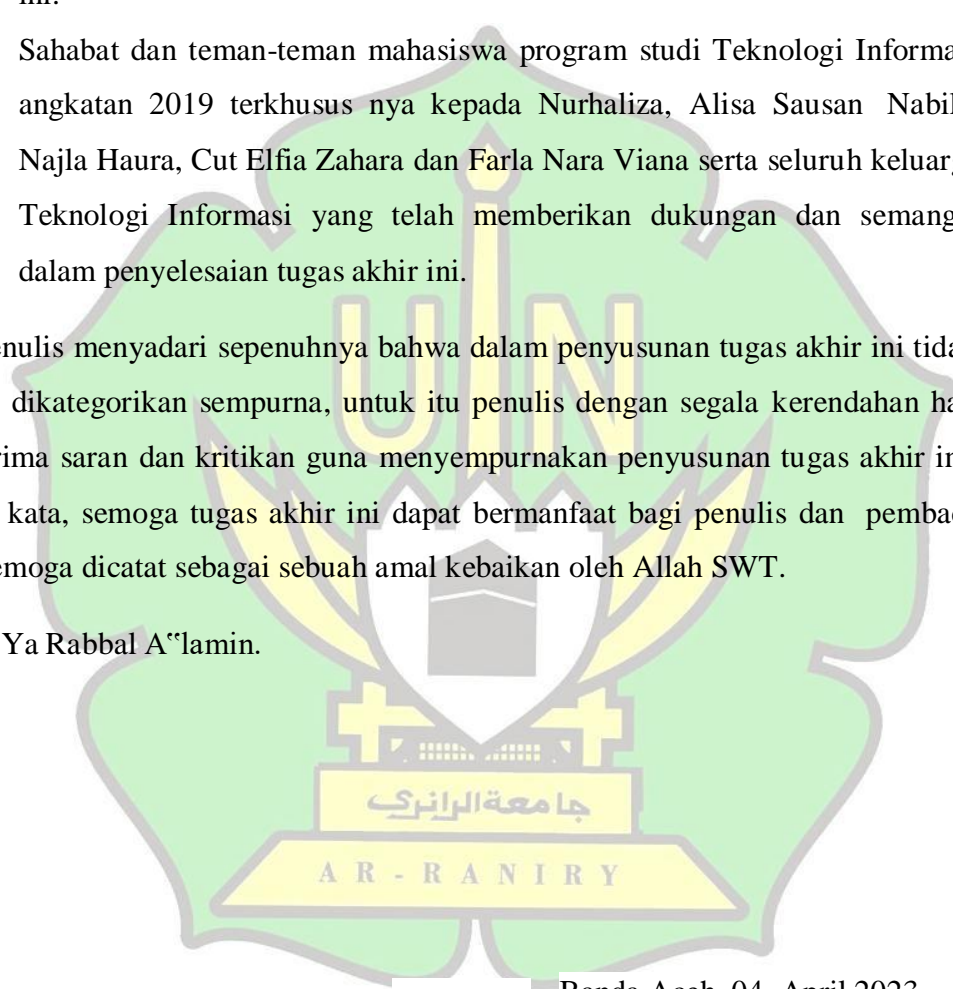 ini.
Sahabat dan teman-teman mahasiswa program studi Teknologi Informa
angkatan 2019 terkhusus nya kepada Nurhaliza, Alisa Sausan Nabil
Najla Haura, Cut Elfia Zahara dan Farla Nara Viana serta seluruh keluarg
Teknologi Informasi yang telah memberikan dukungan dan semang
dalam penyelesaian tugas akhir ini.
enulis menyadari sepenuhnya bahwa dalam penyusunan tugas akhir ini tida
dikategorikan sempurna, untuk itu penulis dengan segala kerendahan ha
rima saran dan kritikan guna menyempurnakan penyusunan tugas akhir in
kata, semoga tugas akhir ini dapat bermanfaat bagi penulis dan pembac
emoga dicatat sebagai sebuah amal kebaikan oleh Allah SWT.
Ya Rabbal A‟lamin.
UIN
جامعةالرانري
AR-RANIRY
Banda Aceh, 04 April 2023